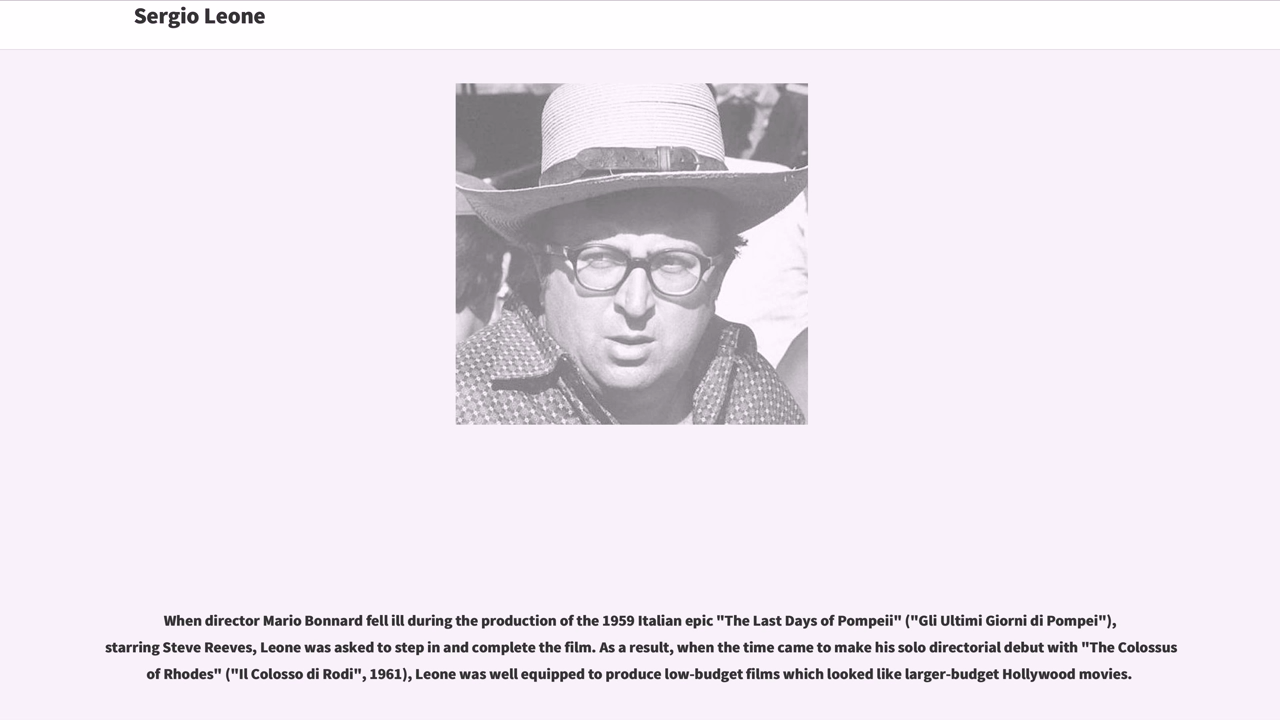 Sergio Leone
When director Mario Bonnard fell ill during the production of the 1959 Italian epic "The Last Days of Pompeii" ("Gli Ultimi Giorni di Pompei"),
starring Steve Reeves, Leone was asked to step in and complete the film. As a result, when the time came to make his solo directorial debut with "The Colossus
of Rhodes" ("Il Colosso di Rodi", 1961), Leone was well equipped to produce low-budget films which looked like larger-budget Hollywood movies.